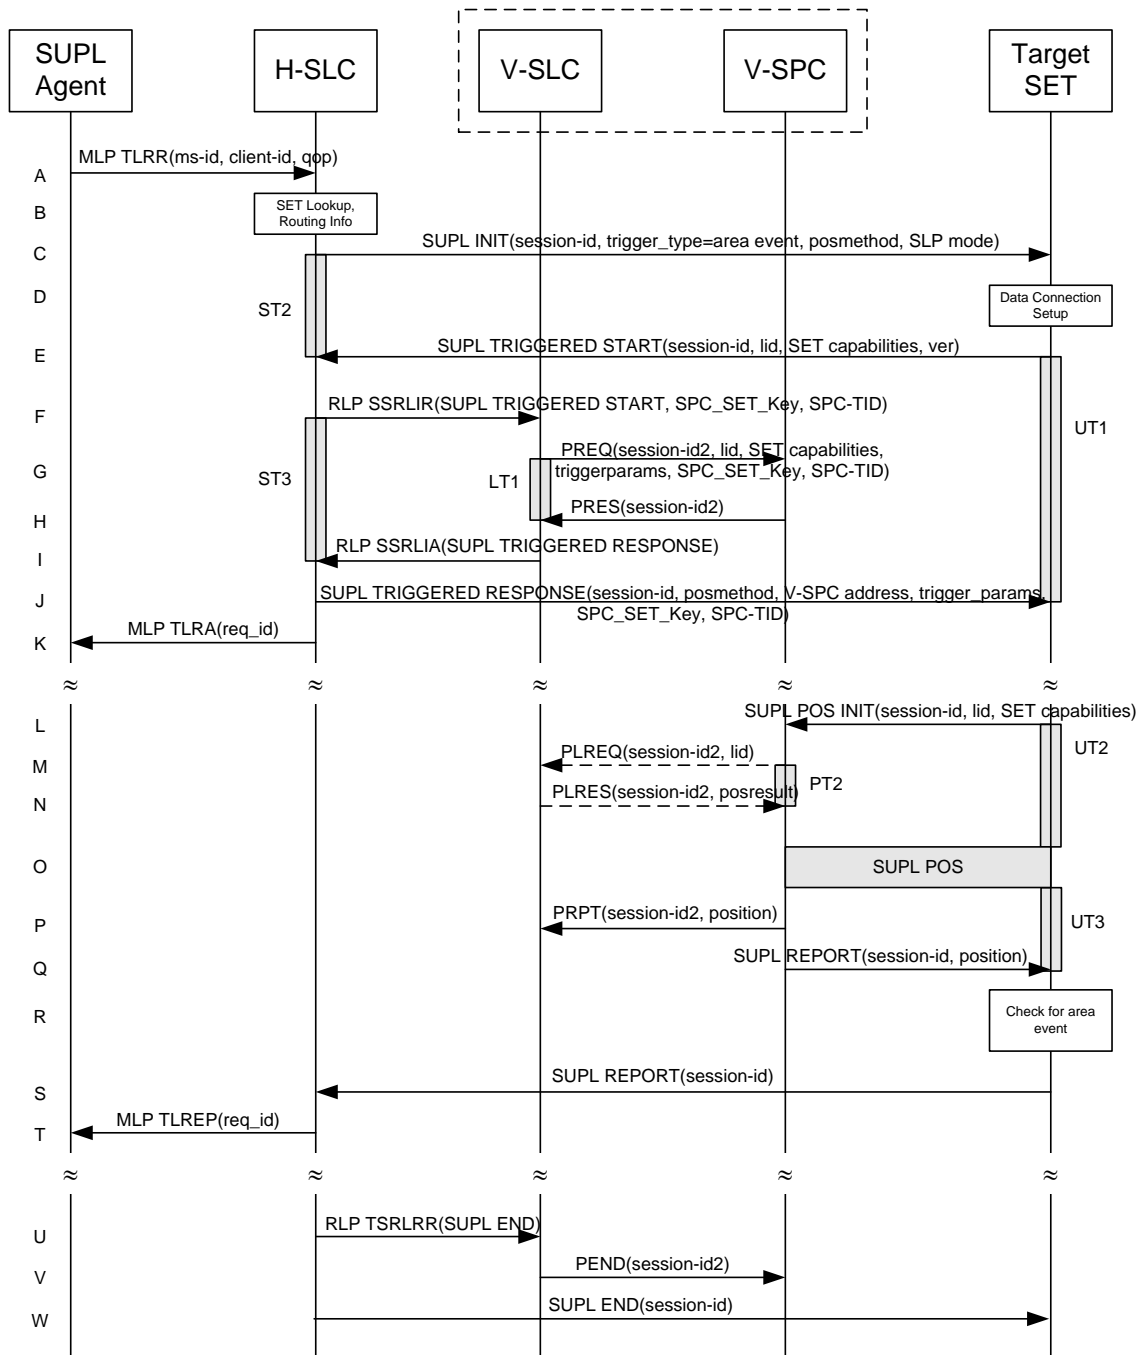 SUPL
Agent
H-SLC
V-SLC
V-SPC
Target
SET
A
MLP TLRR(ms-id, client-id, qop)
B
SET Lookup,
Routing Info
C
SUPL INIT(session-id, trigger_type=area event, posmethod, SLP mode)
D
ST2
Data Connection
Setup
E
SUPL TRIGGERED START(session-id, lid, SET capabilities, ver)
F
RLP SSRLIR(SUPL TRIGGERED START, SPC_SET_Key, SPC-TID)
UT1
G
ST3
LT1
PREQ(session-id2, lid, SET capabilities,
triggerparams, SPC_SET_Key, SPC-TID)
H
PRES(session-id2)
I
RLP SSRLIA(SUPL TRIGGERED RESPONSE)
J
SUPL TRIGGERED RESPONSE(session-id, posmethod, V-SPC address, trigger_params,
SPC_SET_Key, SPC-TID)
K
MLP TLRA(req_id)
≈ ≈ ≈ ≈ ≈
L
SUPL POS INIT(session-id, lid, SET capabilities)
UT2
M
PLREQ(session-id2, lid)
PT2
N
PLRES(session-id2, posresult)
O
SUPL POS
P
PRPT(session-id2, position)
UT3
Q
SUPL REPORT(session-id, position)
R
Check for area
event
S
SUPL REPORT(session-id)
T
MLP TLREP(req_id)
≈ ≈ ≈ ≈ ≈
U
RLP TSRLRR(SUPL END)
V
PEND(session-id2)
W
SUPL END(session-id)